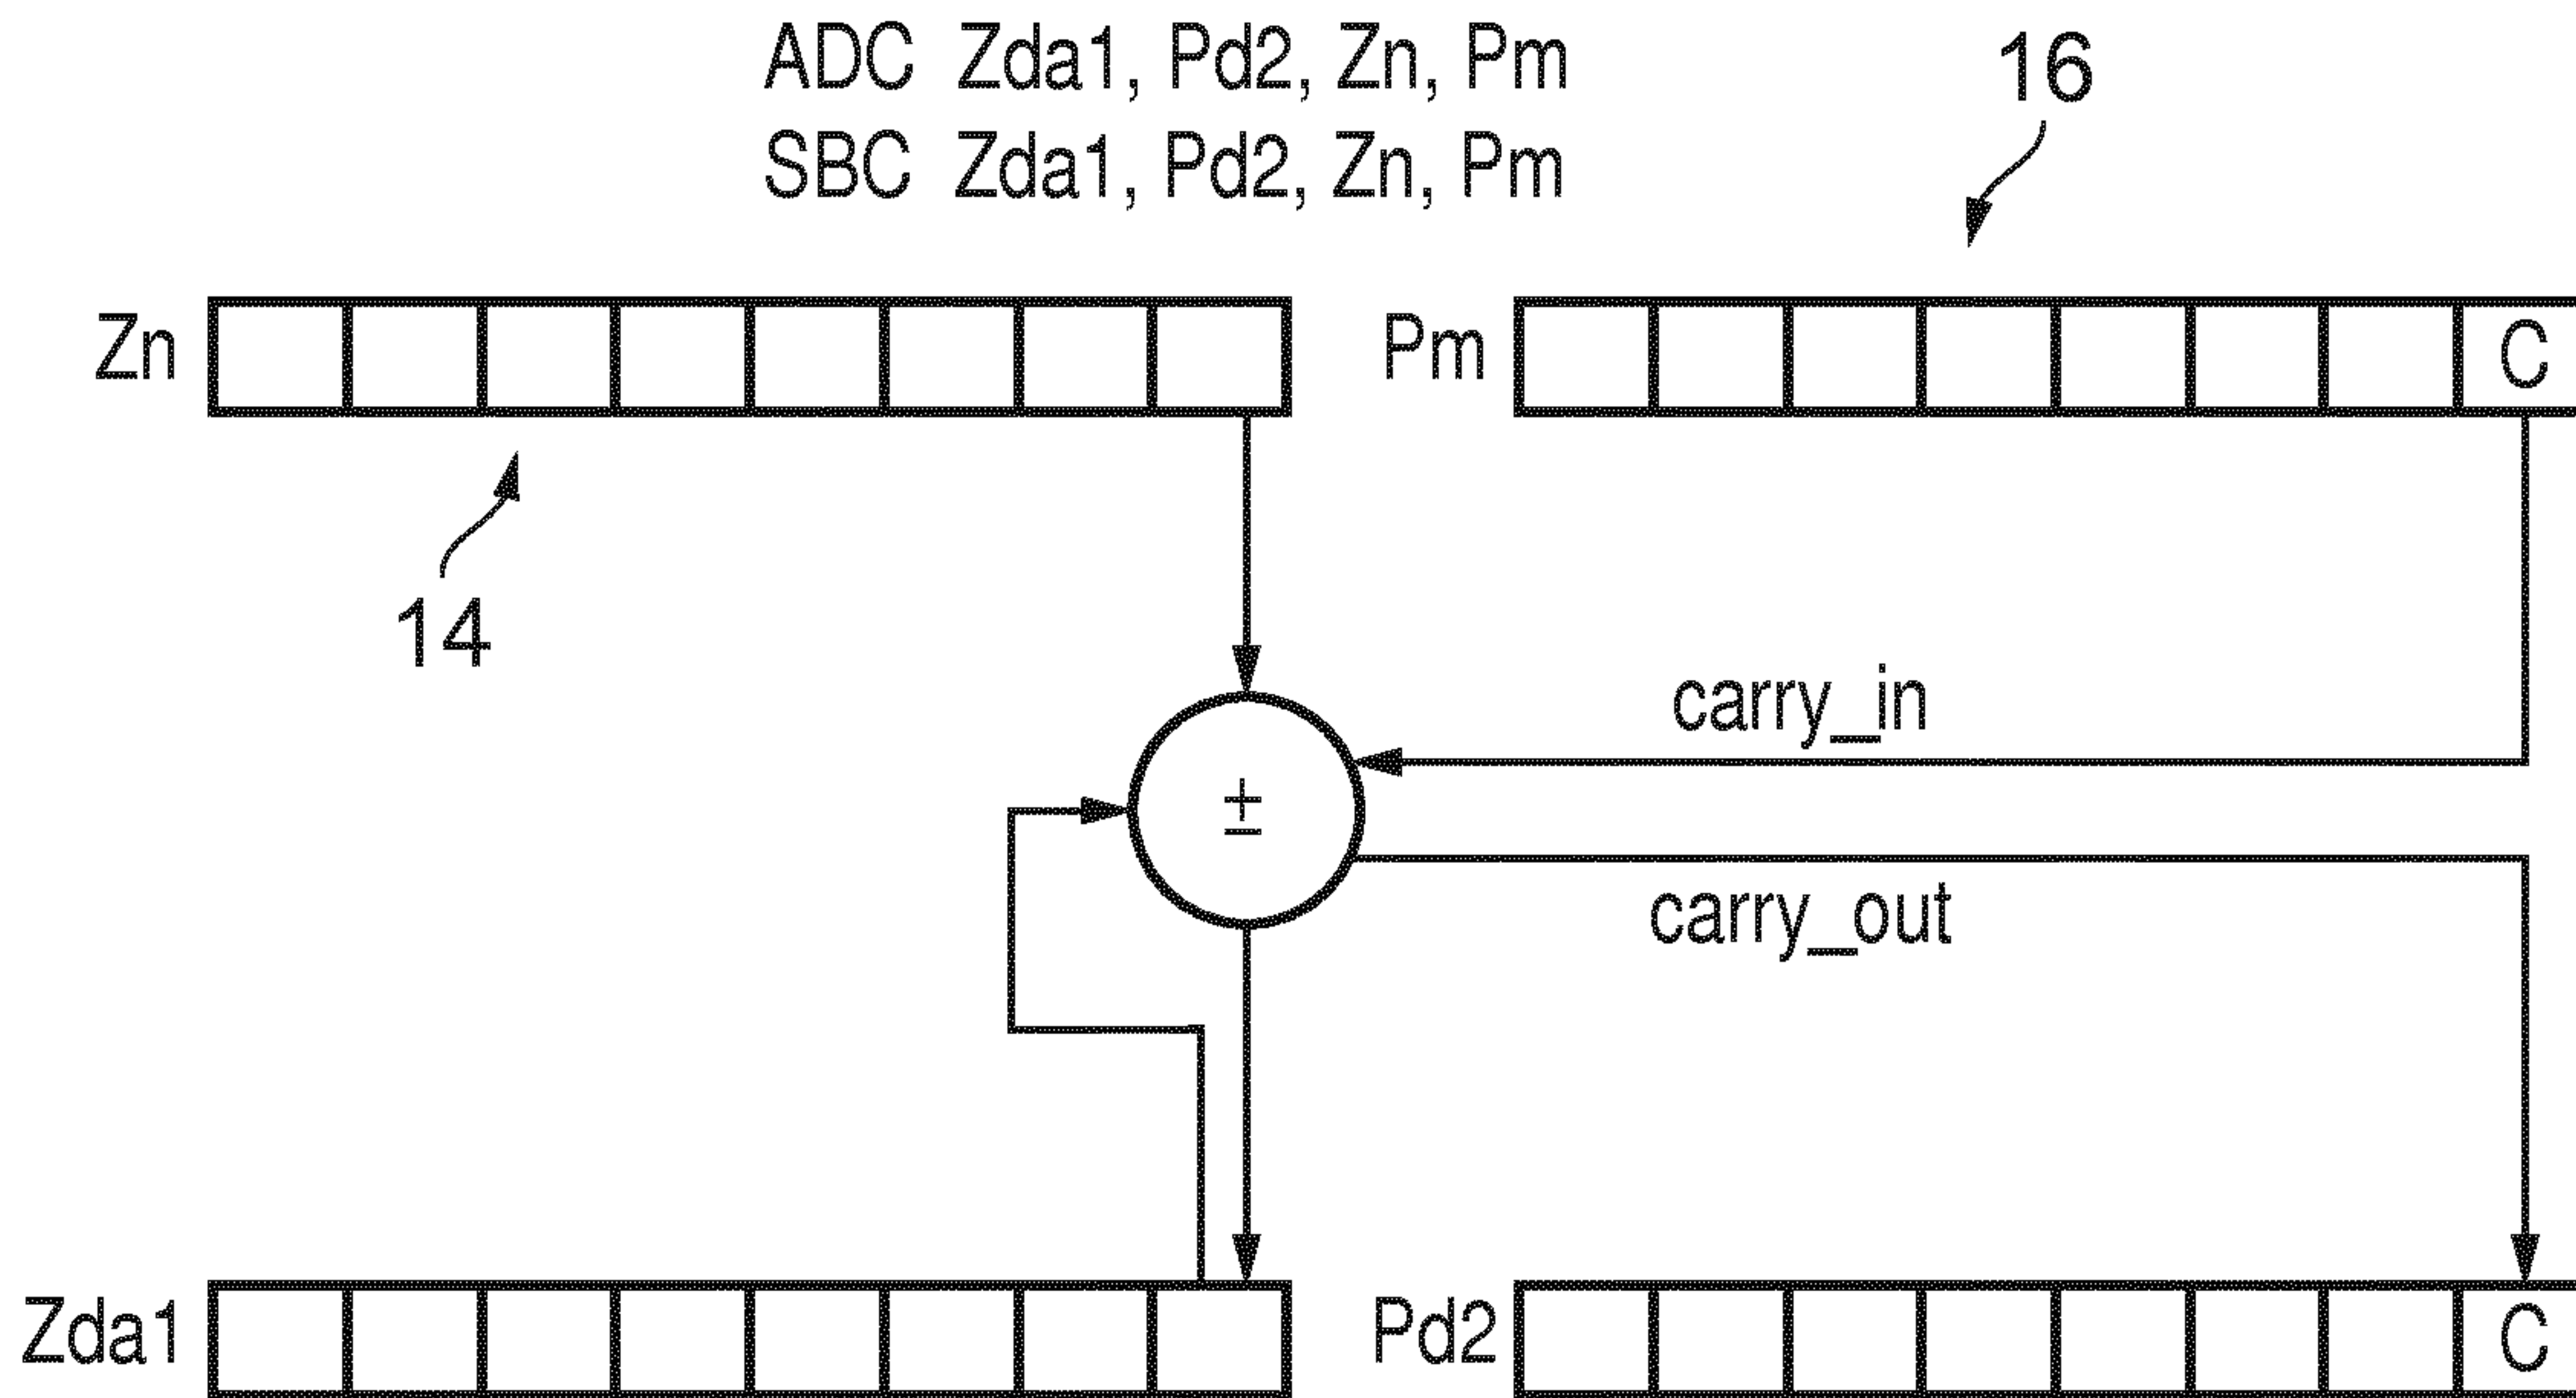 ADC Zda1, Pd2, Zn, Pm
SBC Zda1, Pd2, Zn, Pm
16
Zn
Pm
C
14
carry_in
±
carry_out
Zda1
Pd2
C